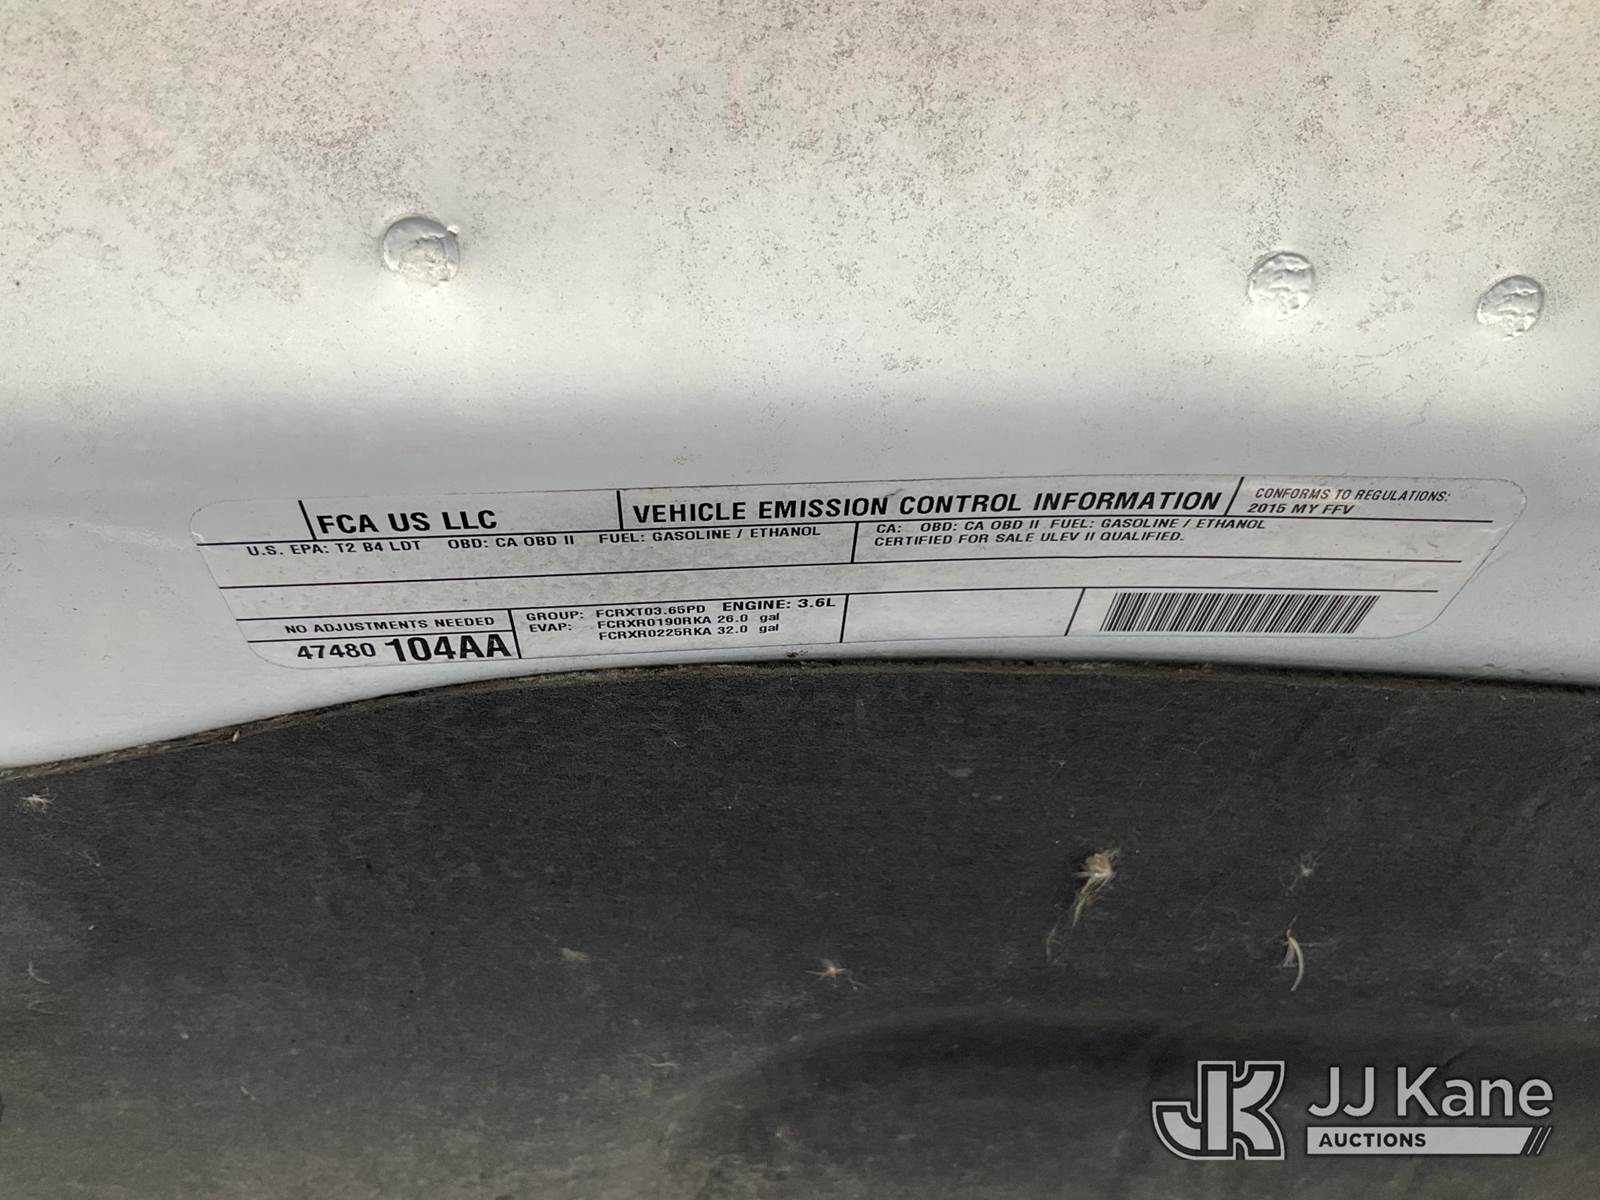 FCA US LLC
VEHICLE EMISSION CONTROL INFORMATION
CONFORMS TO REGULATIONS:
2015 MY FFV
U.S. EPA: T2 B4 LDT OBD: CA OBD II FUEL: GASOLINE / ETHANOL
CA: OBD: CA OBD II FUEL: GASOLINE / ETHANOL
CERTIFIED FOR SALE ULEV II QUALIFIED.
NO ADJUSTMENTS NEEDED
47480 104AA
GROUP: FCRXT03.65PD ENGINE: 3.6L
EVAP: FCRXR0190RKA 26.0 gal
FCRXR0225RKA 32.0 gal
JK JJ Kane
AUCTIONS